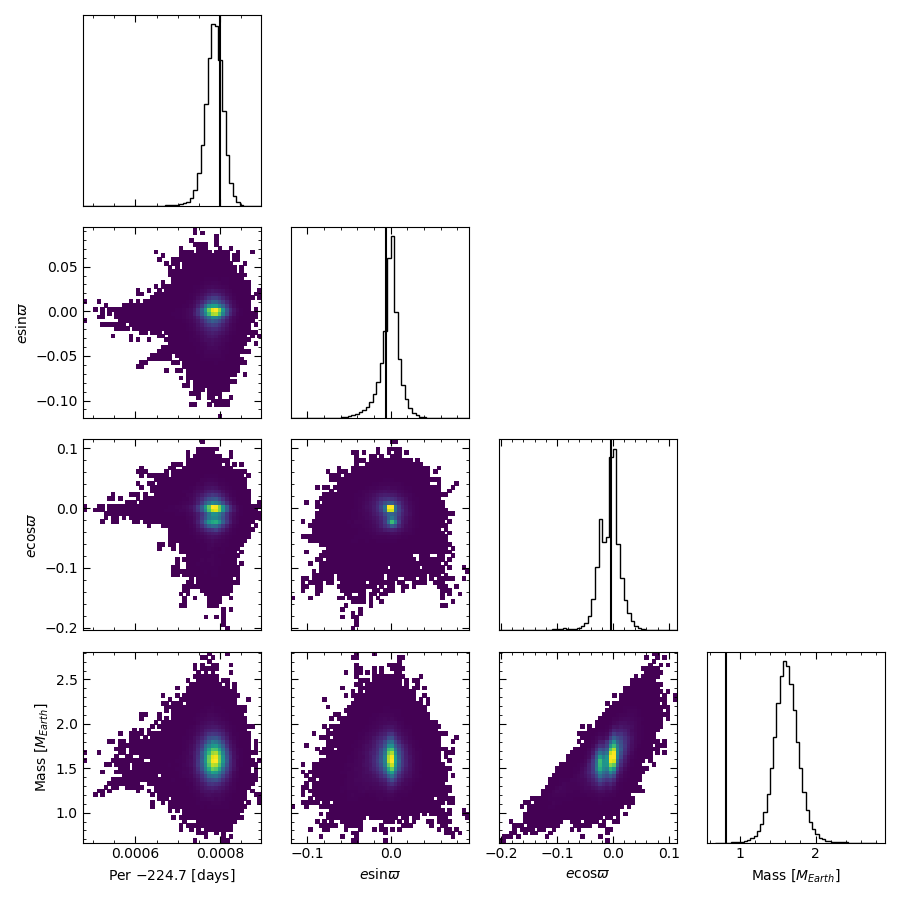 0.05
0.00
−0.05
−0.10
esinϖ
0.1
0.0
−0.1
−0.2
ecosϖ
2.5
2.0
1.5
1.0
Mass [M_Earth]
0.0006 0.0008
Per −224.7 [days]
−0.1 0.0
esinϖ
−0.2 −0.1 0.0 0.1
ecosϖ
1 2
Mass [M_Earth]